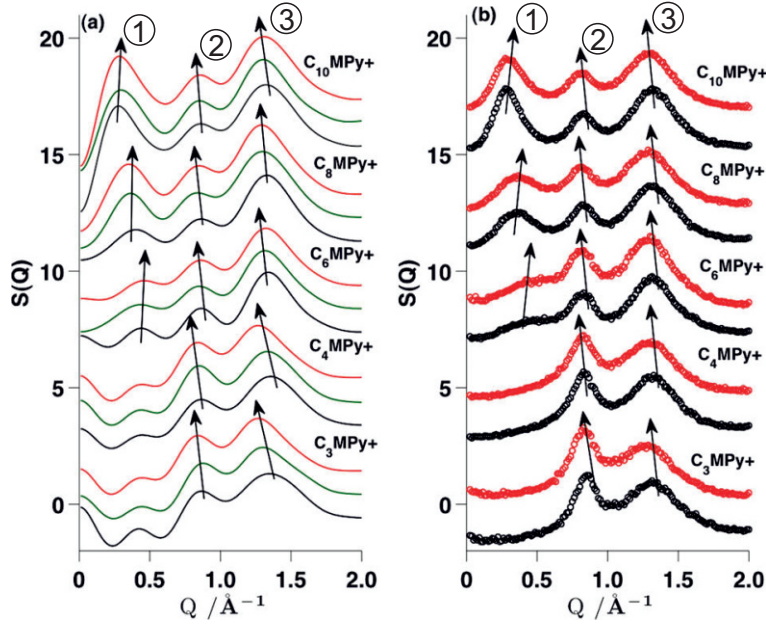 (a)
① ② ③
20
15
10
5
0
S(Q)
C₁₀MPy+
C₈MPy+
C₆MPy+
C₄MPy+
C₃MPy+
0 0.5 1.0 1.5 2.0
Q /Å⁻¹
(b)
① ② ③
20
15
10
5
0
S(Q)
C₁₀MPy+
C₈MPy+
C₆MPy+
C₄MPy+
C₃MPy+
0 0.5 1.0 1.5 2.0
Q /Å⁻¹